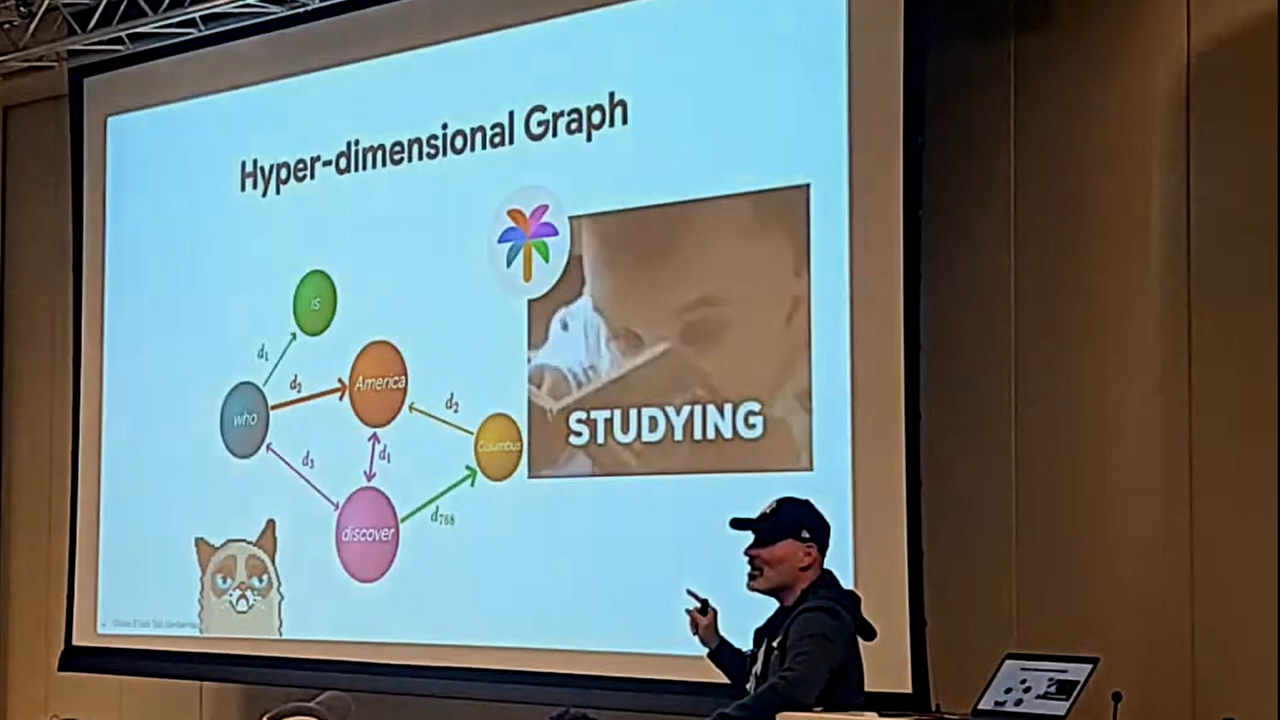 Hyper-dimensional Graph
is
d₁
America
d₂
who
d₂
Columbus
d₃
d₁
STUDYING
discover
d₇₆₈